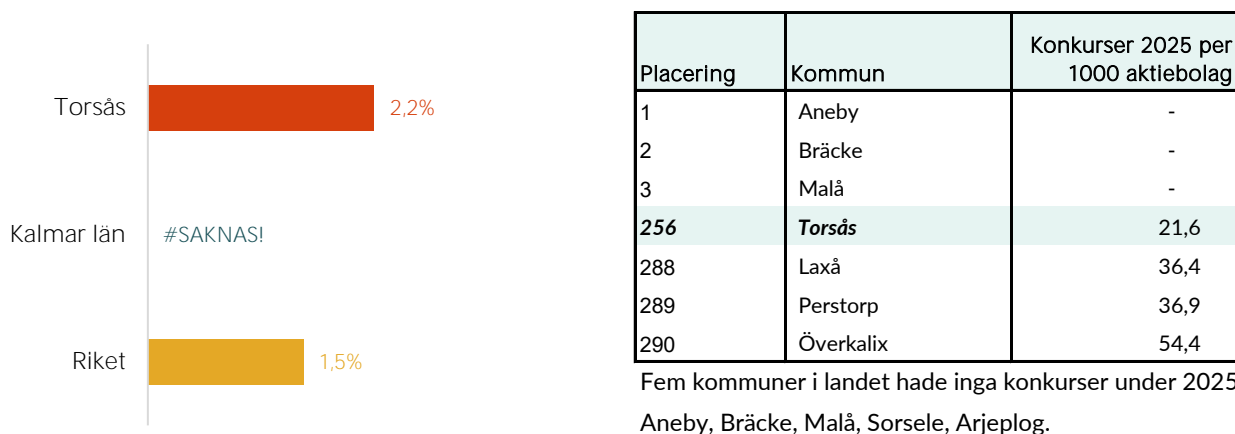 Torsås
2,2%
Kalmar län
#SAKNAS!
Riket
1,5%
Placering Kommun Konkurser 2025 per
1000 aktiebolag
1 Aneby -
2 Bräcke -
3 Malå -
256 Torsås 21,6
288 Laxå 36,4
289 Perstorp 36,9
290 Överkalix 54,4
Fem kommuner i landet hade inga konkurser under 2025
Aneby, Bräcke, Malå, Sorsele, Arjeplog.